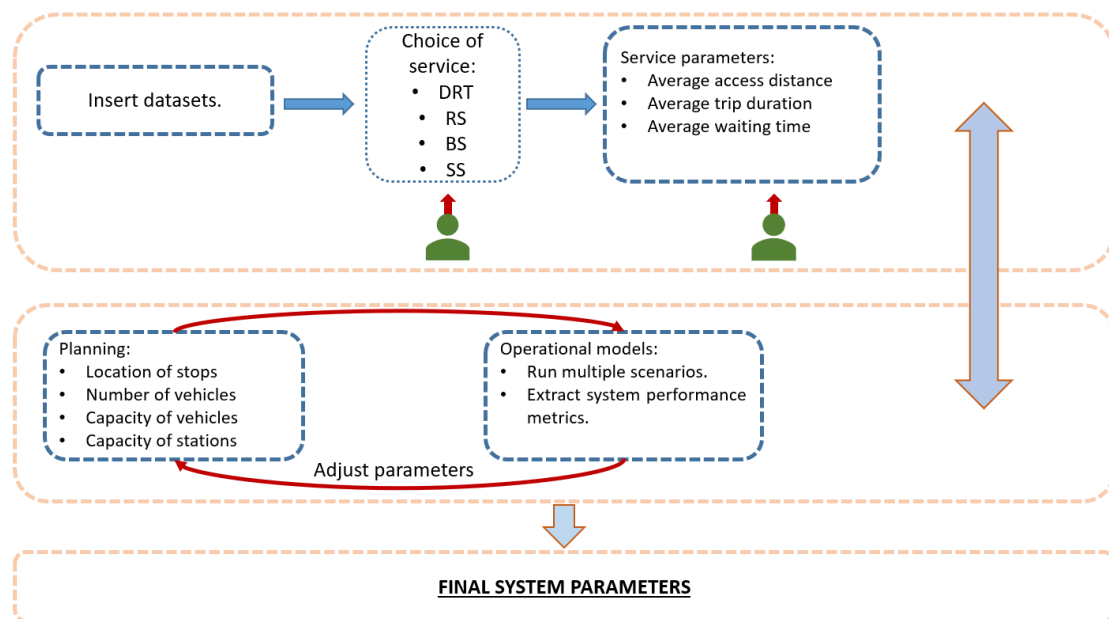 Insert datasets.
Choice of
service:
• DRT
• RS
• BS
• SS
Service parameters:
• Average access distance
• Average trip duration
• Average waiting time
Planning:
• Location of stops
• Number of vehicles
• Capacity of vehicles
• Capacity of stations
Operational models:
• Run multiple scenarios.
• Extract system performance
metrics.
Adjust parameters
FINAL SYSTEM PARAMETERS